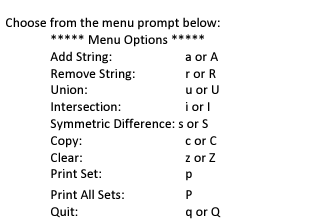 Choose from the menu prompt below:
***** Menu Options *****
Add String: a or A
Remove String: r or R
Union: u or U
Intersection: i or I
Symmetric Difference: s or S
Copy: c or C
Clear: z or Z
Print Set: p
Print All Sets: P
Quit: q or Q